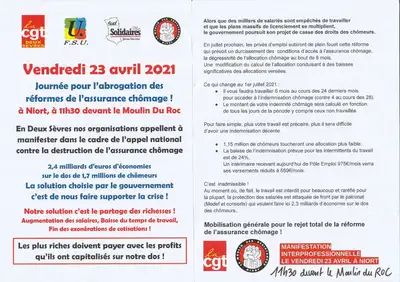 la
cgt
DEUX
SEVRES
F.S.U.
Sud
Solidaires
Vendredi 23 avril 2021
Journée pour l'abrogation des
réformes de l'assurance chômage !
à Niort, à 11h30 devant le Moulin Du Roc
En Deux Sèvres nos organisations appellent à
manifester dans le cadre de l'appel national
contre la destruction de l'assurance chômage
2,4 milliards d'euros d'économies
sur le dos de 1,7 millions de chômeurs
La solution choisie par le gouvernement
c'est de nous faire supporter la crise !
Notre solution c'est le partage des richesses !
Augmentation des salaires, Baisse du temps de travail,
Fin des exonérations de cotisations !
Les plus riches doivent payer avec les profits
qu'ils ont capitalisés sur notre dos !
Alors que des milliers de salariés sont empêchés de travailler
et que les plans massifs de licenciement se multiplient,
le gouvernement poursuit son projet de casse des droits des chômeurs.
En juillet prochain, les privés d'emploi auront de plein fouet cette réforme
qui prévoit un durcissement des conditions d'accès à l'assurance chômage,
la dégressivité de l'allocation chômage au bout de 8 mois.
Une modification du calcul de l'allocation conduisant à des baisses
significatives des allocations versées.
Ce qui change au 1er juillet 2021 :
• Il vous faudra travailler 6 mois au cours des 24 derniers mois
pour accéder à l'indemnisation chômage (contre 4 au cours des 28)
• Le montant de votre indemnité chômage sera calculé en fonction
de tous les jours de la période y compris ceux non travaillés.
Pour faire simple, plus votre travail est précaire, plus il sera difficile
d'avoir une indemnisation décente
• 1,15 million de chômeurs toucheront une allocation plus faible.
• La baisse de l'indemnisation prévue pour les intermittents du travail
est de 24%.
Un intérimaire recevant aujourd'hui de Pôle Emploi 975€/mois verra
ses versements réduits à 659€/mois.
C'est inadmissible !
Au moment où, de fait, le travail est interdit pour beaucoup et raréfié pour
la plupart, la protection des salariés est attaquée de front par le patronat
(Medef et consorts) qui veulent faire lui et 2,3 milliards d'économie sur le dos
des chômeurs.
Mobilisation générale pour le rejet total de la réforme
de l'assurance chômage !
la
cgt
MANIFESTATION
INTERPROFESSIONNELLE
LE VENDREDI 23 AVRIL A NIORT
11h30 devant le Moulin du ROC